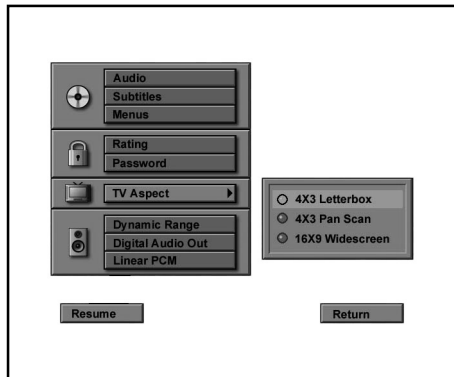 Audio
Subtitles
Menus
Rating
Password
TV Aspect
4X3 Letterbox
4X3 Pan Scan
16X9 Widescreen
Dynamic Range
Digital Audio Out
Linear PCM
Resume
Return